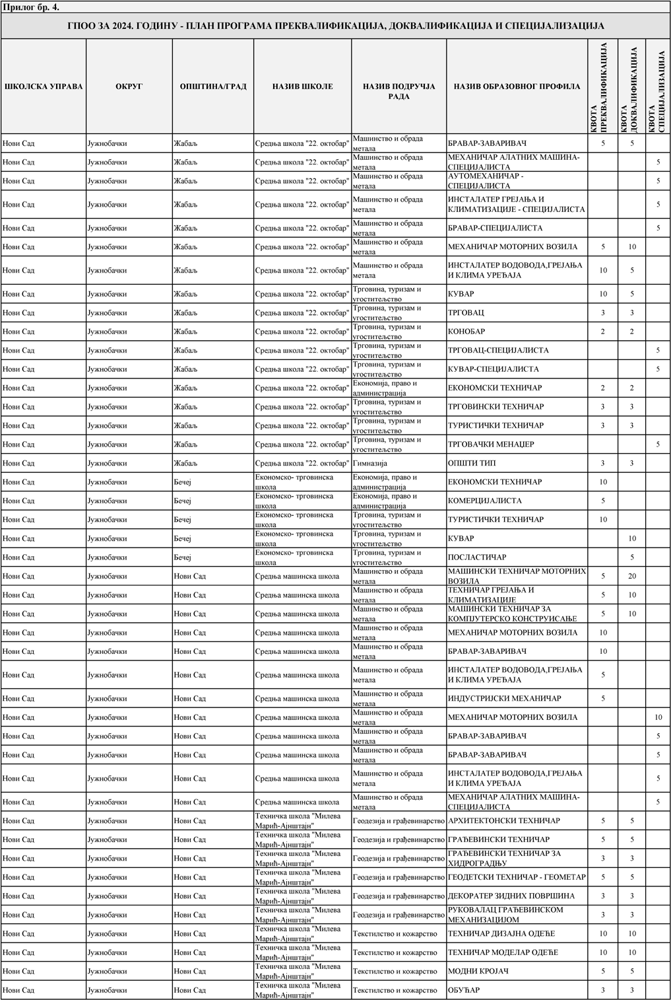 Прилог бр. 4.
ГПОО ЗА 2024. ГОДИНУ - ПЛАН ПРОГРАМА ПРЕКВАЛИФИКАЦИЈА, ДОКВАЛИФИКАЦИЈА И СПЕЦИЈАЛИЗАЦИЈА
ШКОЛСКА УПРАВА ОКРУГ ОПШТИНА/ГРАД НАЗИВ ШКОЛЕ НАЗИВ ПОДРУЧЈА РАДА НАЗИВ ОБРАЗОВНОГ ПРОФИЛА КВОТА ПРЕКВАЛИФИКАЦИЈА КВОТА ДОКВАЛИФИКАЦИЈА КВОТА СПЕЦИЈАЛИЗАЦИЈА
Нови Сад Јужнобачки Жабаљ Средња школа "22. октобар" Машинство и обрада метала БРАВАР-ЗАВАРИВАЧ 5 5
Нови Сад Јужнобачки Жабаљ Средња школа "22. октобар" Машинство и обрада метала МЕХАНИЧАР АЛАТНИХ МАШИНА-СПЕЦИЈАЛИСТА 5
Нови Сад Јужнобачки Жабаљ Средња школа "22. октобар" Машинство и обрада метала АУТОМЕХАНИЧАР - СПЕЦИЈАЛИСТА 5
Нови Сад Јужнобачки Жабаљ Средња школа "22. октобар" Машинство и обрада метала ИНСТАЛАТЕР ГРЕЈАЊА И КЛИМАТИЗАЦИЈЕ - СПЕЦИЈАЛИСТА 5
Нови Сад Јужнобачки Жабаљ Средња школа "22. октобар" Машинство и обрада метала БРАВАР-СПЕЦИЈАЛИСТА 5
Нови Сад Јужнобачки Жабаљ Средња школа "22. октобар" Машинство и обрада метала МЕХАНИЧАР МОТОРНИХ ВОЗИЛА 5 10
Нови Сад Јужнобачки Жабаљ Средња школа "22. октобар" Машинство и обрада метала ИНСТАЛАТЕР ВОДОВОДА,ГРЕЈАЊА И КЛИМА УРЕЂАЈА 10 5
Нови Сад Јужнобачки Жабаљ Средња школа "22. октобар" Трговина, туризам и угоститељство КУВАР 10 5
Нови Сад Јужнобачки Жабаљ Средња школа "22. октобар" Трговина, туризам и угоститељство ТРГОВАЦ 3 3
Нови Сад Јужнобачки Жабаљ Средња школа "22. октобар" Трговина, туризам и угоститељство КОНОБАР 2 2
Нови Сад Јужнобачки Жабаљ Средња школа "22. октобар" Трговина, туризам и угоститељство ТРГОВАЦ-СПЕЦИЈАЛИСТА 5
Нови Сад Јужнобачки Жабаљ Средња школа "22. октобар" Трговина, туризам и угоститељство КУВАР-СПЕЦИЈАЛИСТА 5
Нови Сад Јужнобачки Жабаљ Средња школа "22. октобар" Економија, право и администрација ЕКОНОМСКИ ТЕХНИЧАР 2 2
Нови Сад Јужнобачки Жабаљ Средња школа "22. октобар" Трговина, туризам и угоститељство ТРГОВИНСКИ ТЕХНИЧАР 3 3
Нови Сад Јужнобачки Жабаљ Средња школа "22. октобар" Трговина, туризам и угоститељство ТУРИСТИЧКИ ТЕХНИЧАР 3 3
Нови Сад Јужнобачки Жабаљ Средња школа "22. октобар" Трговина, туризам и угоститељство ТРГОВАЧКИ МЕНАЏЕР 5
Нови Сад Јужнобачки Жабаљ Средња школа "22. октобар" Гимназија ОПШТИ ТИП 3 3
Нови Сад Јужнобачки Бечеј Економско- трговинска школа Економија, право и администрација ЕКОНОМСКИ ТЕХНИЧАР 10
Нови Сад Јужнобачки Бечеј Економско- трговинска школа Економија, право и администрација КОМЕРЦИЈАЛИСТА 5
Нови Сад Јужнобачки Бечеј Економско- трговинска школа Трговина, туризам и угоститељство ТУРИСТИЧКИ ТЕХНИЧАР 10
Нови Сад Јужнобачки Бечеј Економско- трговинска школа Трговина, туризам и угоститељство КУВАР 10
Нови Сад Јужнобачки Бечеј Економско- трговинска школа Трговина, туризам и угоститељство ПОСЛАСТИЧАР 5
Нови Сад Јужнобачки Нови Сад Средња машинска школа Машинство и обрада метала МАШИНСКИ ТЕХНИЧАР МОТОРНИХ ВОЗИЛА 5 20
Нови Сад Јужнобачки Нови Сад Средња машинска школа Машинство и обрада метала ТЕХНИЧАР ГРЕЈАЊА И КЛИМАТИЗАЦИЈЕ 5 10
Нови Сад Јужнобачки Нови Сад Средња машинска школа Машинство и обрада метала МАШИНСКИ ТЕХНИЧАР ЗА КОМПЈУТЕРСКО КОНСТРУИСАЊЕ 5 10
Нови Сад Јужнобачки Нови Сад Средња машинска школа Машинство и обрада метала МЕХАНИЧАР МОТОРНИХ ВОЗИЛА 10
Нови Сад Јужнобачки Нови Сад Средња машинска школа Машинство и обрада метала БРАВАР-ЗАВАРИВАЧ 10
Нови Сад Јужнобачки Нови Сад Средња машинска школа Машинство и обрада метала ИНСТАЛАТЕР ВОДОВОДА,ГРЕЈАЊА И КЛИМА УРЕЂАЈА 5
Нови Сад Јужнобачки Нови Сад Средња машинска школа Машинство и обрада метала ИНДУСТРИЈСКИ МЕХАНИЧАР 5
Нови Сад Јужнобачки Нови Сад Средња машинска школа Машинство и обрада метала МЕХАНИЧАР МОТОРНИХ ВОЗИЛА 10
Нови Сад Јужнобачки Нови Сад Средња машинска школа Машинство и обрада метала БРАВАР-ЗАВАРИВАЧ 5
Нови Сад Јужнобачки Нови Сад Средња машинска школа Машинство и обрада метала БРАВАР-ЗАВАРИВАЧ 5
Нови Сад Јужнобачки Нови Сад Средња машинска школа Машинство и обрада метала ИНСТАЛАТЕР ВОДОВОДА,ГРЕЈАЊА И КЛИМА УРЕЂАЈА 5
Нови Сад Јужнобачки Нови Сад Средња машинска школа Машинство и обрада метала МЕХАНИЧАР АЛАТНИХ МАШИНА-СПЕЦИЈАЛИСТА 5
Нови Сад Јужнобачки Нови Сад Техничка школа "Милева Марић-Ајнштајн" Геодезија и грађевинарство АРХИТЕКТОНСКИ ТЕХНИЧАР 5 5
Нови Сад Јужнобачки Нови Сад Техничка школа "Милева Марић-Ајнштајн" Геодезија и грађевинарство ГРАЂЕВИНСКИ ТЕХНИЧАР 5 5
Нови Сад Јужнобачки Нови Сад Техничка школа "Милева Марић-Ајнштајн" Геодезија и грађевинарство ГРАЂЕВИНСКИ ТЕХНИЧАР ЗА ХИДРОГРАДЊУ 3 3
Нови Сад Јужнобачки Нови Сад Техничка школа "Милева Марић-Ајнштајн" Геодезија и грађевинарство ГЕОДЕТСКИ ТЕХНИЧАР - ГЕОМЕТАР 5 5
Нови Сад Јужнобачки Нови Сад Техничка школа "Милева Марић-Ајнштајн" Геодезија и грађевинарство ДЕКОРАТЕР ЗИДНИХ ПОВРШИНА 3 3
Нови Сад Јужнобачки Нови Сад Техничка школа "Милева Марић-Ајнштајн" Геодезија и грађевинарство РУКОВАЛАЦ ГРАЂЕВИНСКОМ МЕХАНИЗАЦИЈОМ 3 3
Нови Сад Јужнобачки Нови Сад Техничка школа "Милева Марић-Ајнштајн" Текстилство и кожарство ТЕХНИЧАР ДИЗАЈНА ОДЕЋЕ 10 10
Нови Сад Јужнобачки Нови Сад Техничка школа "Милева Марић-Ајнштајн" Текстилство и кожарство ТЕХНИЧАР МОДЕЛАР ОДЕЋЕ 10 10
Нови Сад Јужнобачки Нови Сад Техничка школа "Милева Марић-Ајнштајн" Текстилство и кожарство МОДНИ КРОЈАЧ 5 5
Нови Сад Јужнобачки Нови Сад Техничка школа "Милева Марић-Ајнштајн" Текстилство и кожарство ОБУЋАР 3 3